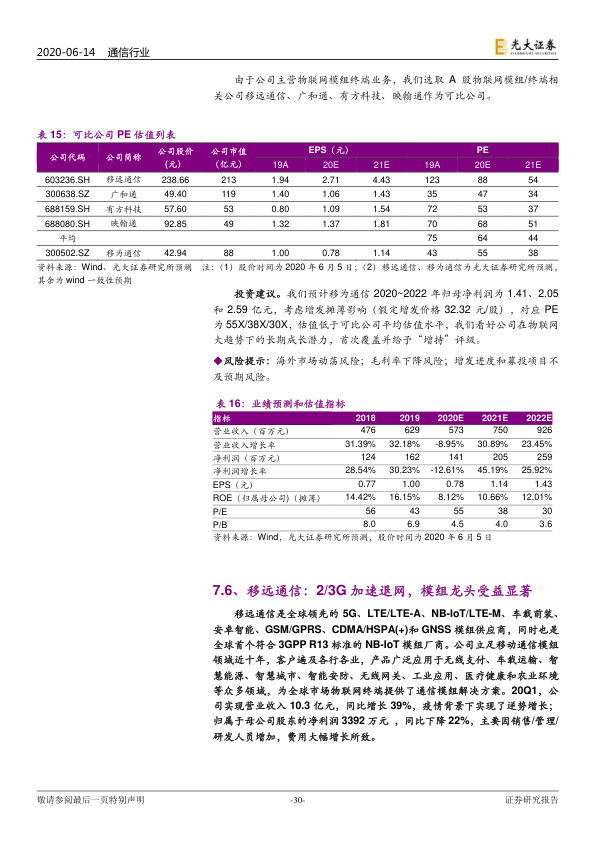 2020-06-14 通信行业
光大证券
EVERBRIGHT SECURITIES
由于公司主营物联网模组终端业务，我们选取 A 股物联网模组/终端相
关公司移远通信、广和通、有方科技、映翰通作为可比公司。
表 15：可比公司 PE 估值列表
公司代码 公司简称 公司股价（元） 公司市值（亿元） EPS（元） PE
19A 20E 21E 19A 20E 21E
603236.SH 移远通信 238.66 213 1.94 2.71 4.43 123 88 54
300638.SZ 广和通 49.40 119 1.40 1.06 1.43 35 47 34
688159.SH 有方科技 57.60 53 0.80 1.09 1.54 72 53 37
688080.SH 映翰通 92.85 49 1.32 1.37 1.81 70 68 51
平均 75 64 44
300502.SZ 移为通信 42.94 88 1.00 0.78 1.14 43 55 38
资料来源：Wind、光大证券研究所预测 注：（1）股价时间为 2020 年 6 月 5 日；（2）移远通信、移为通信为光大证券研究所预测，
其余为 wind 一致性预期
投资建议。我们预计移为通信 2020~2022 年归母净利润为 1.41、2.05
和 2.59 亿元，考虑增发摊薄影响（假定增发价格 32.32 元/股），对应 PE
为 55X/38X/30X，估值低于可比公司平均估值水平，我们看好公司在物联网
大趋势下的长期成长潜力，首次覆盖并给予“增持”评级。
◆风险提示：海外市场动荡风险；毛利率下降风险；增发进度和募投项目不
及预期风险。
表 16：业绩预测和估值指标
指标 2018 2019 2020E 2021E 2022E
营业收入（百万元） 476 629 573 750 926
营业收入增长率 31.39% 32.18% -8.95% 30.89% 23.45%
净利润（百万元） 124 162 141 205 259
净利润增长率 28.54% 30.23% -12.61% 45.19% 25.92%
EPS（元） 0.77 1.00 0.78 1.14 1.43
ROE（归属母公司）（摊薄） 14.42% 16.15% 8.12% 10.66% 12.01%
P/E 56 43 55 38 30
P/B 8.0 6.9 4.5 4.0 3.6
资料来源：Wind，光大证券研究所预测，股价时间为 2020 年 6 月 5 日
7.6、移远通信：2/3G 加速退网，模组龙头受益显著
移远通信是全球领先的 5G、LTE/LTE-A、NB-IoT/LTE-M、车载前装、
安卓智能、GSM/GPRS、CDMA/HSPA(+)和 GNSS 模组供应商，同时也是
全球首个符合 3GPP R13 标准的 NB-IoT 模组厂商。公司立足移动通信模组
领域近十年，客户遍及各行各业，产品广泛应用于无线支付、车载运输、智
慧能源、智慧城市、智能安防、无线网关、工业应用、医疗健康和农业环境
等众多领域，为全球市场物联网终端提供了通信模组解决方案。20Q1，公
司实现营业收入 10.3 亿元，同比增长 39%，疫情背景下实现了逆势增长；
归属于母公司股东的净利润 3392 万元 ，同比下降 22%，主要因销售/管理/
研发人员增加，费用大幅增长所致。
敬请参阅最后一页特别声明 -30- 证券研究报告